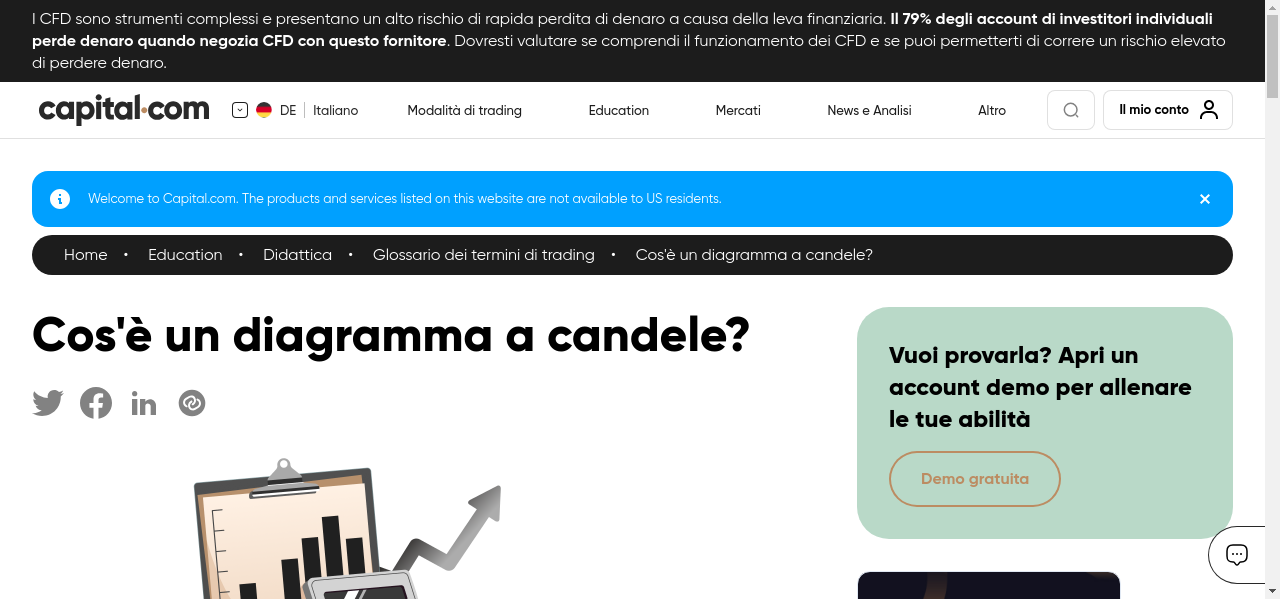 I CFD sono strumenti complessi e presentano un alto rischio di rapida perdita di denaro a causa della leva finanziaria. Il 79% degli account di investitori individuali
perde denaro quando negozia CFD con questo fornitore. Dovresti valutare se comprendi il funzionamento dei CFD e se puoi permetterti di correre un rischio elevato
di perdere denaro.
capital.com DE Italiano Modalità di trading Education Mercati News e Analisi Altro Il mio conto
Welcome to Capital.com. The products and services listed on this website are not available to US residents.
Home • Education • Didattica • Glossario dei termini di trading • Cos'è un diagramma a candele?
Cos'è un diagramma a candele?
Vuoi provarla? Apri un
account demo per allenare
le tue abilità
Demo gratuita